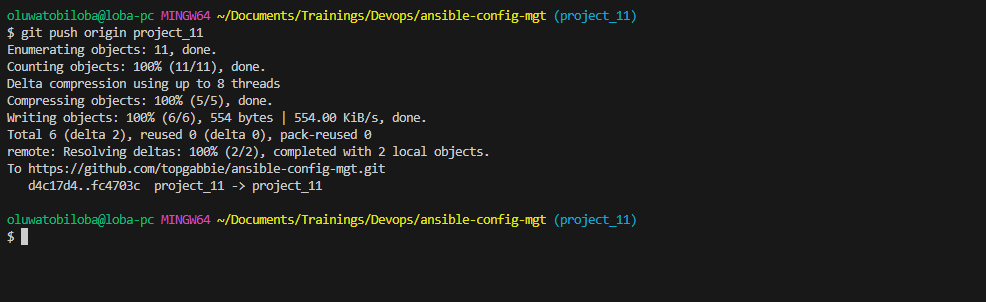 oluwatobiloba@loba-pc MINGW64 ~/Documents/Trainings/Devops/ansible-config-mgt (project_11)
$ git push origin project_11
Enumerating objects: 11, done.
Counting objects: 100% (11/11), done.
Delta compression using up to 8 threads
Compressing objects: 100% (5/5), done.
Writing objects: 100% (6/6), 554 bytes | 554.00 KiB/s, done.
Total 6 (delta 2), reused 0 (delta 0), pack-reused 0
remote: Resolving deltas: 100% (2/2), completed with 2 local objects.
To https://github.com/topgabbie/ansible-config-mgt.git
   d4c17d4..fc4703c  project_11 -> project_11
oluwatobiloba@loba-pc MINGW64 ~/Documents/Trainings/Devops/ansible-config-mgt (project_11)
$